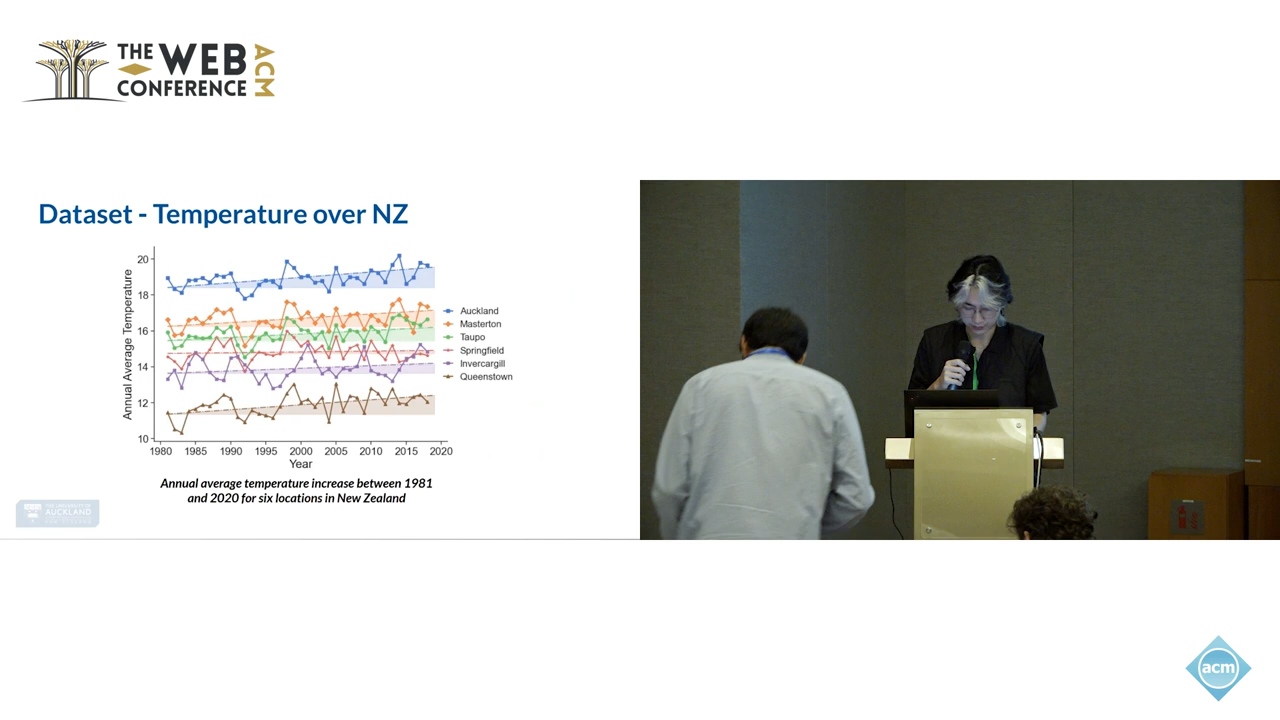 THE WEB
CONFERENCE
ACM
Dataset - Temperature over NZ
Annual Average Temperature
20
18
16
14
12
10
1980 1985 1990 1995 2000 2005 2010 2015 2020
Year
Auckland
Masterton
Taupo
Springfield
Invercargill
Queenstown
Annual average temperature increase between 1981
and 2020 for six locations in New Zealand
AUCKLAND
acm